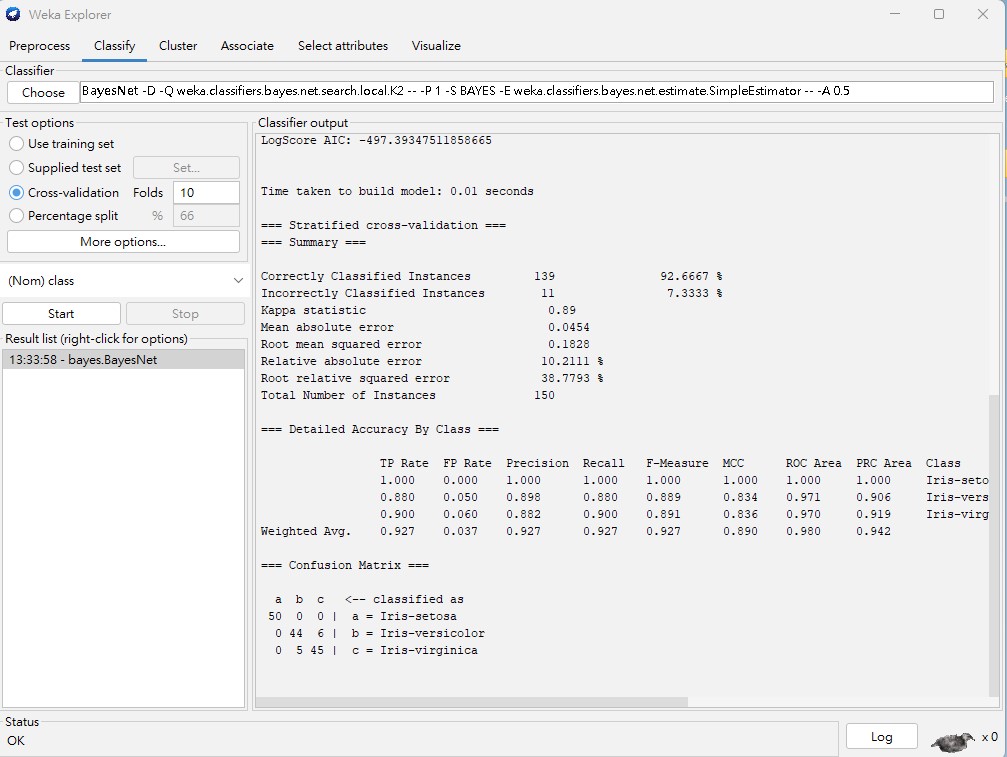 Weka Explorer
Preprocess Classify Cluster Associate Select attributes Visualize
Classifier
Choose BayesNet -D -Q weka.classifiers.bayes.net.search.local.K2 -- -P 1 -S BAYES -E weka.classifiers.bayes.net.estimate.SimpleEstimator -- -A 0.5
Test options
Use training set
Supplied test set Set...
Cross-validation Folds 10
Percentage split % 66
More options...
(Nom) class
Start Stop
Result list (right-click for options)
13:33:58 - bayes.BayesNet
Classifier output
LogScore AIC: -497.39347511858665
Time taken to build model: 0.01 seconds
=== Stratified cross-validation ===
=== Summary ===
Correctly Classified Instances 139 92.6667 %
Incorrectly Classified Instances 11 7.3333 %
Kappa statistic 0.89
Mean absolute error 0.0454
Root mean squared error 0.1828
Relative absolute error 10.2111 %
Root relative squared error 38.7793 %
Total Number of Instances 150
=== Detailed Accuracy By Class ===
TP Rate FP Rate Precision Recall F-Measure MCC ROC Area PRC Area Class
1.000 0.000 1.000 1.000 1.000 1.000 1.000 1.000 Iris-seto
0.880 0.050 0.898 0.880 0.889 0.834 0.971 0.906 Iris-vers
0.900 0.060 0.882 0.900 0.891 0.836 0.970 0.919 Iris-virg
Weighted Avg. 0.927 0.037 0.927 0.927 0.927 0.890 0.980 0.942
=== Confusion Matrix ===
a b c <-- classified as
50 0 0 | a = Iris-setosa
0 44 6 | b = Iris-versicolor
0 5 45 | c = Iris-virginica
Status
OK
Log x 0